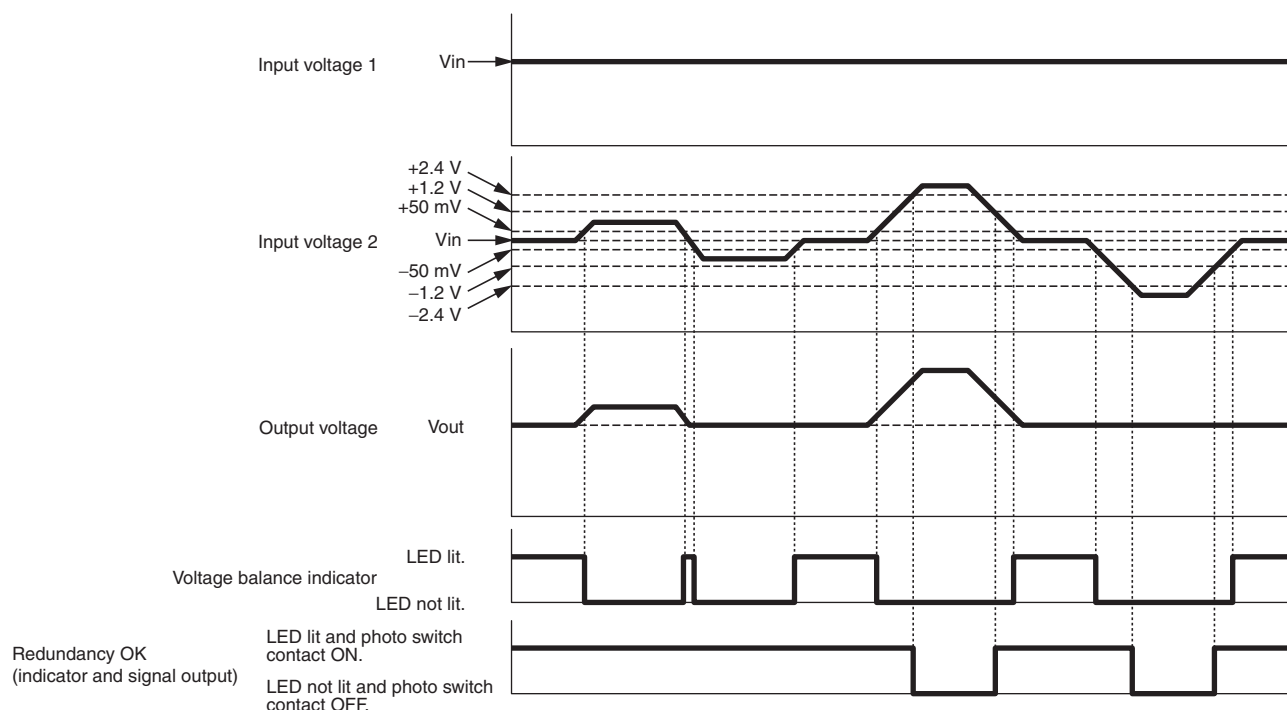 Input voltage 1
Vin
+2.4 V
+1.2 V
+50 mV
Input voltage 2
Vin
−50 mV
−1.2 V
−2.4 V
Output voltage
Vout
LED lit.
Voltage balance indicator
LED not lit.
LED lit and photo switch
contact ON.
Redundancy OK
(indicator and signal output)
LED not lit and photo switch
contact OFF.